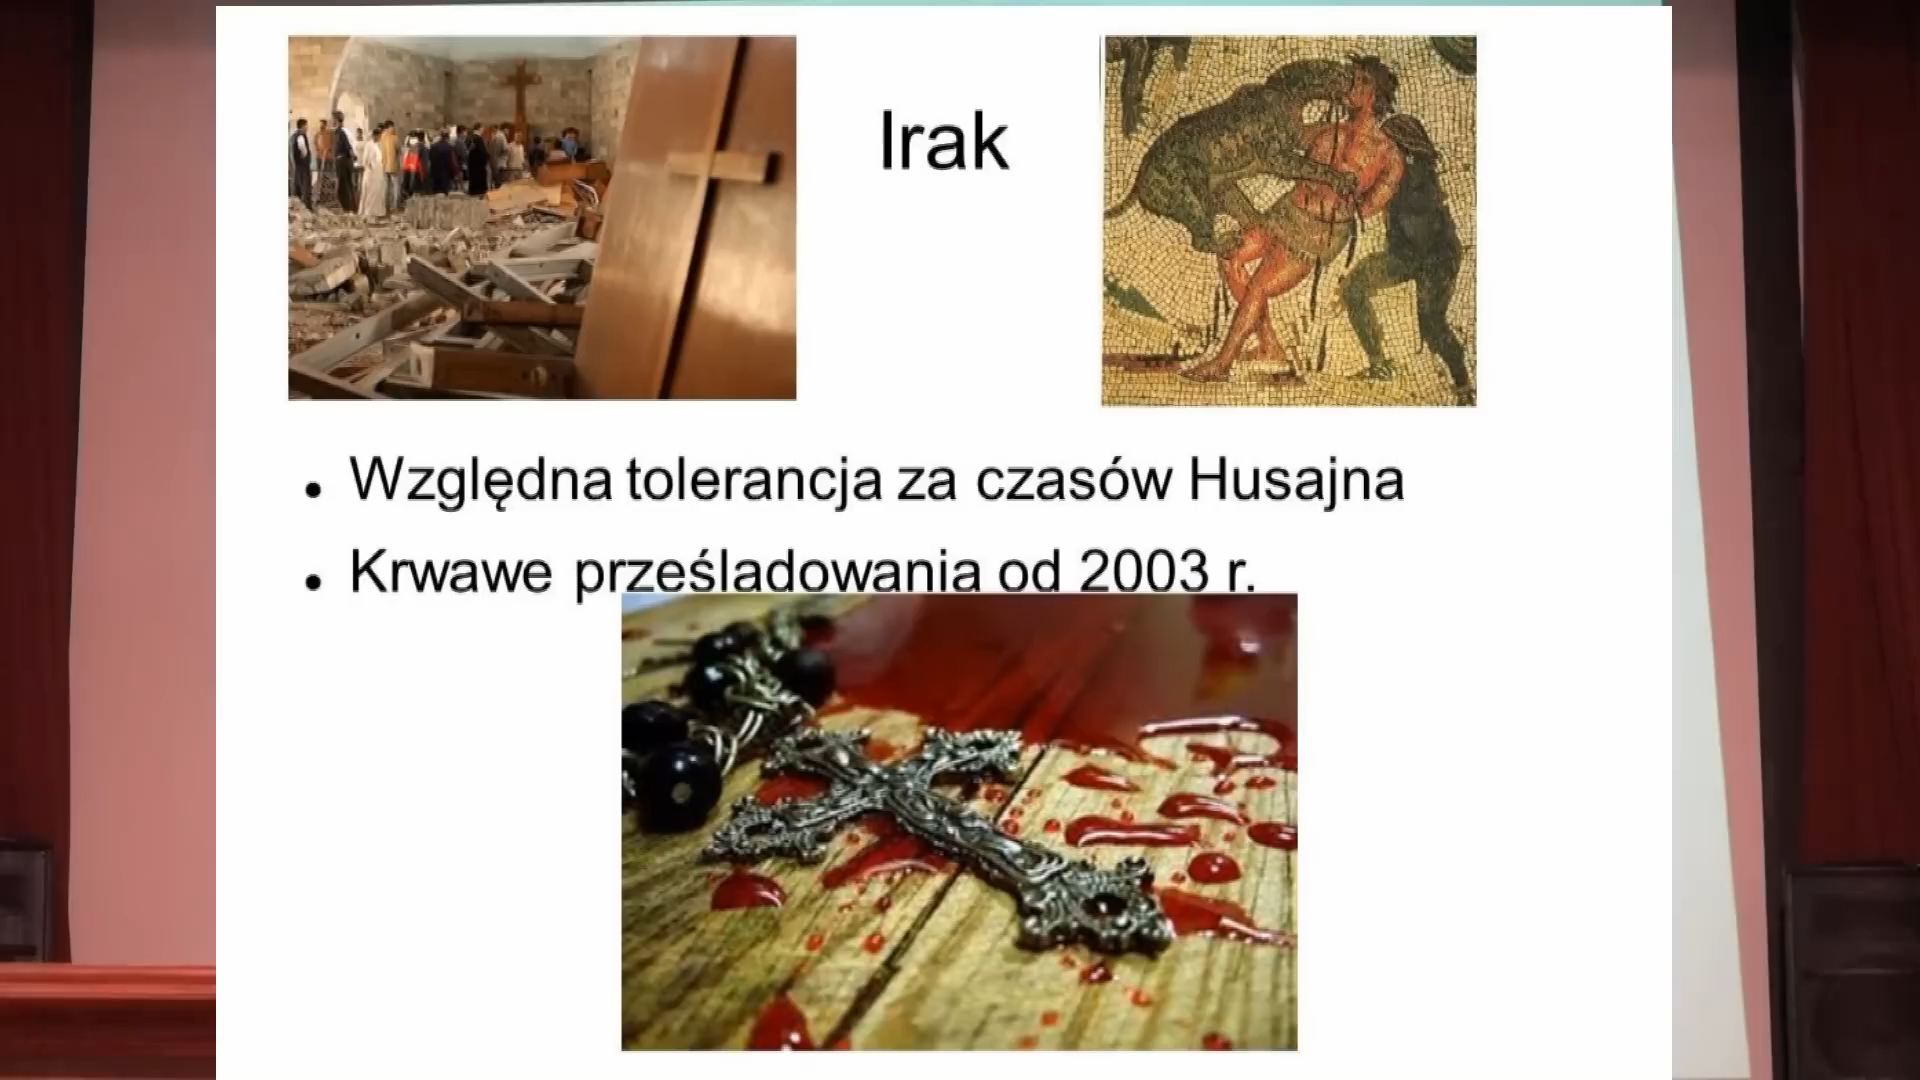 Irak
• Względna tolerancja za czasów Husajna
• Krwawe prześladowania od 2003 r.